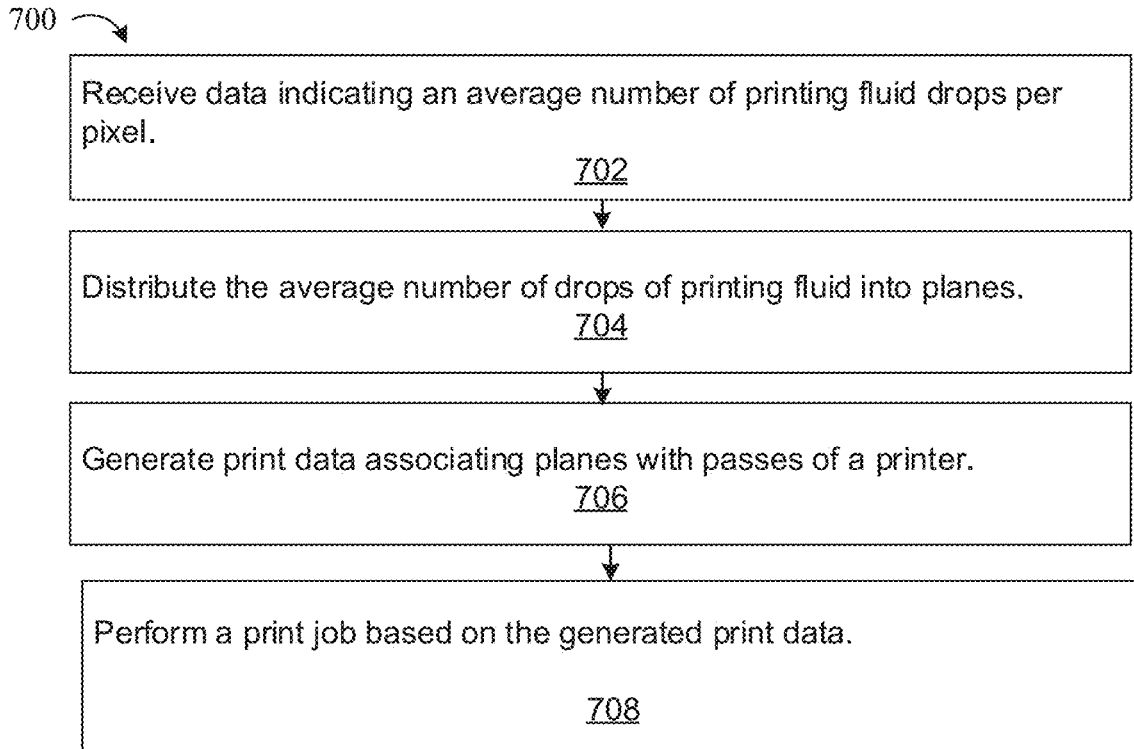 700
Receive data indicating an average number of printing fluid drops per
pixel.
702
Distribute the average number of drops of printing fluid into planes.
704
Generate print data associating planes with passes of a printer.
706
Perform a print job based on the generated print data.
708